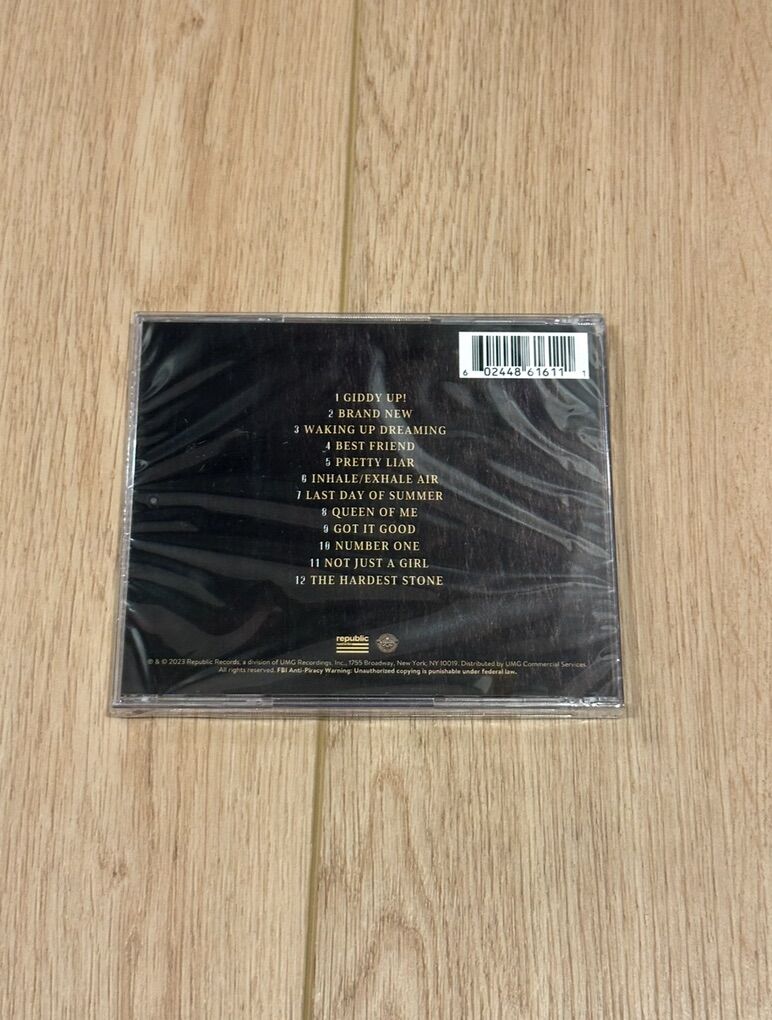 6 02448 61611 1
1 GIDDY UP!
2 BRAND NEW
3 WAKING UP DREAMING
4 BEST FRIEND
5 PRETTY LIAR
6 INHALE/EXHALE AIR
7 LAST DAY OF SUMMER
8 QUEEN OF ME
9 GOT IT GOOD
10 NUMBER ONE
11 NOT JUST A GIRL
12 THE HARDEST STONE
republic
℗ & © 2023 Republic Records, a division of UMG Recordings, Inc., 1755 Broadway, New York, NY 10019. Distributed by UMG Commercial Services.
All rights reserved. FBI Anti-Piracy Warning: Unauthorized copying is punishable under federal law.